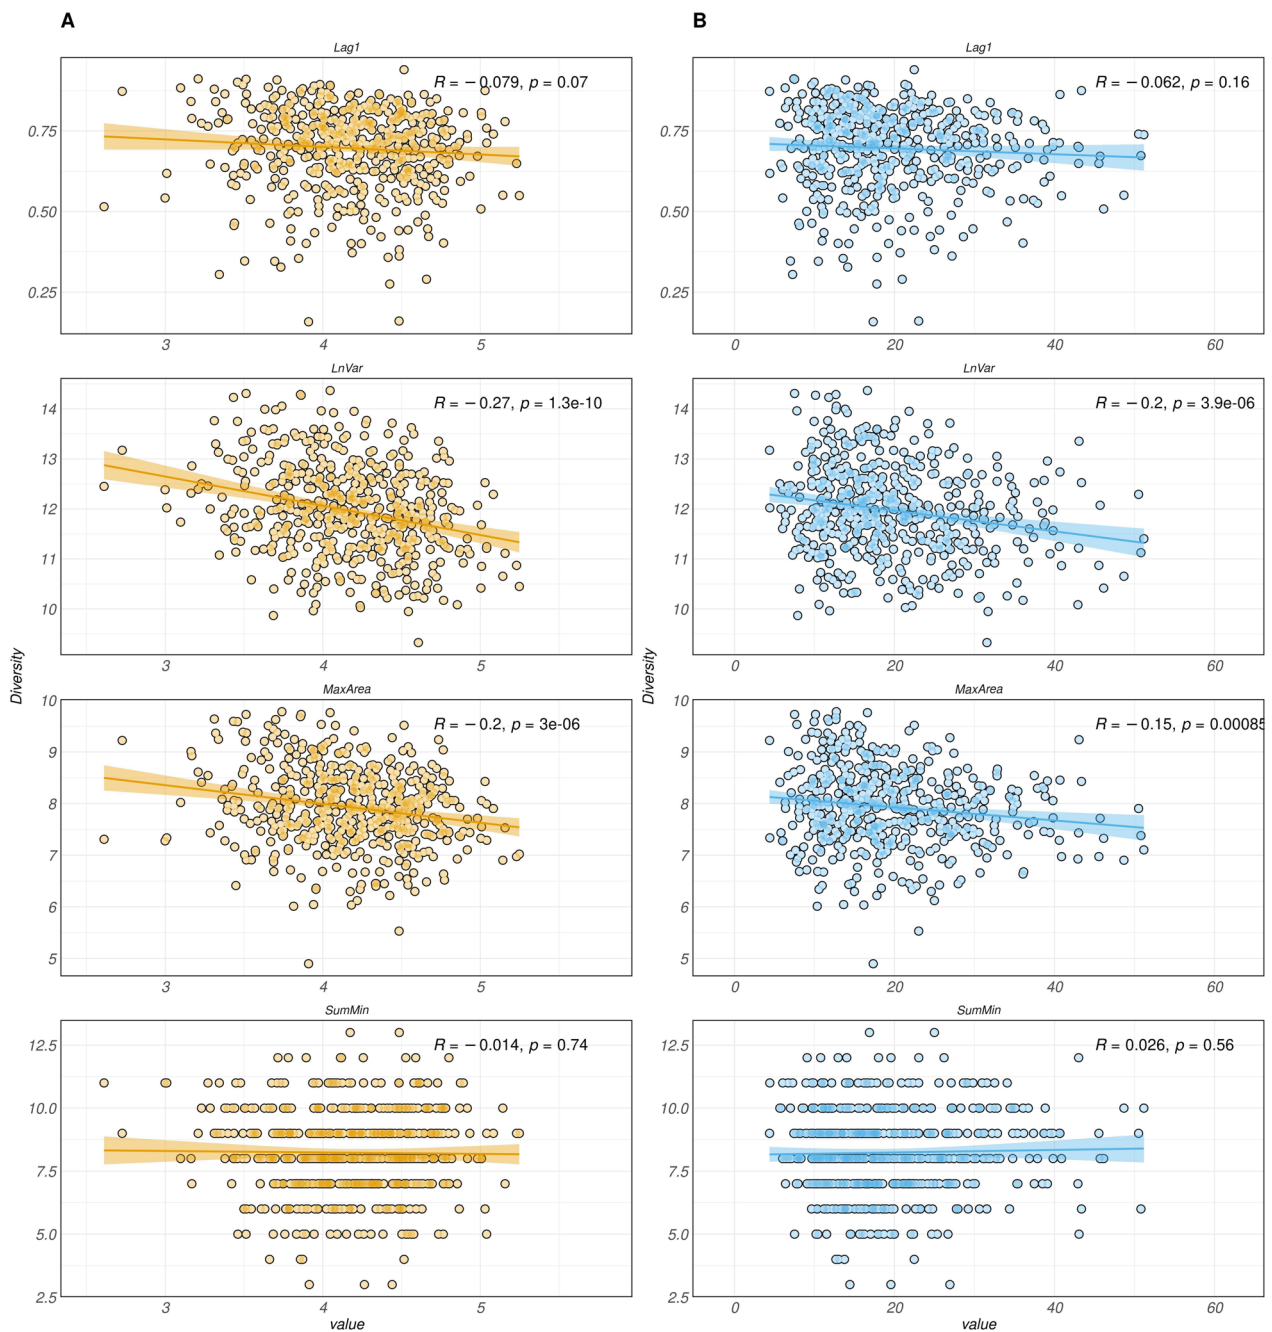 A
Lag1
R = −0.079, p = 0.07
0.75
0.50
0.25
3 4 5
LnVar
R = −0.27, p = 1.3e-10
14
13
12
11
10
3 4 5
MaxArea
R = −0.2, p = 3e-06
10
9
8
7
6
5
3 4 5
SumMin
R = −0.014, p = 0.74
12.5
10.0
7.5
5.0
2.5
3 4 5
value
Diversity
B
Lag1
R = −0.062, p = 0.16
0.75
0.50
0.25
0 20 40 60
LnVar
R = −0.2, p = 3.9e-06
14
13
12
11
10
0 20 40 60
MaxArea
R = −0.15, p = 0.00085
10
9
8
7
6
5
0 20 40 60
SumMin
R = 0.026, p = 0.56
12.5
10.0
7.5
5.0
2.5
0 20 40 60
value
Diversity